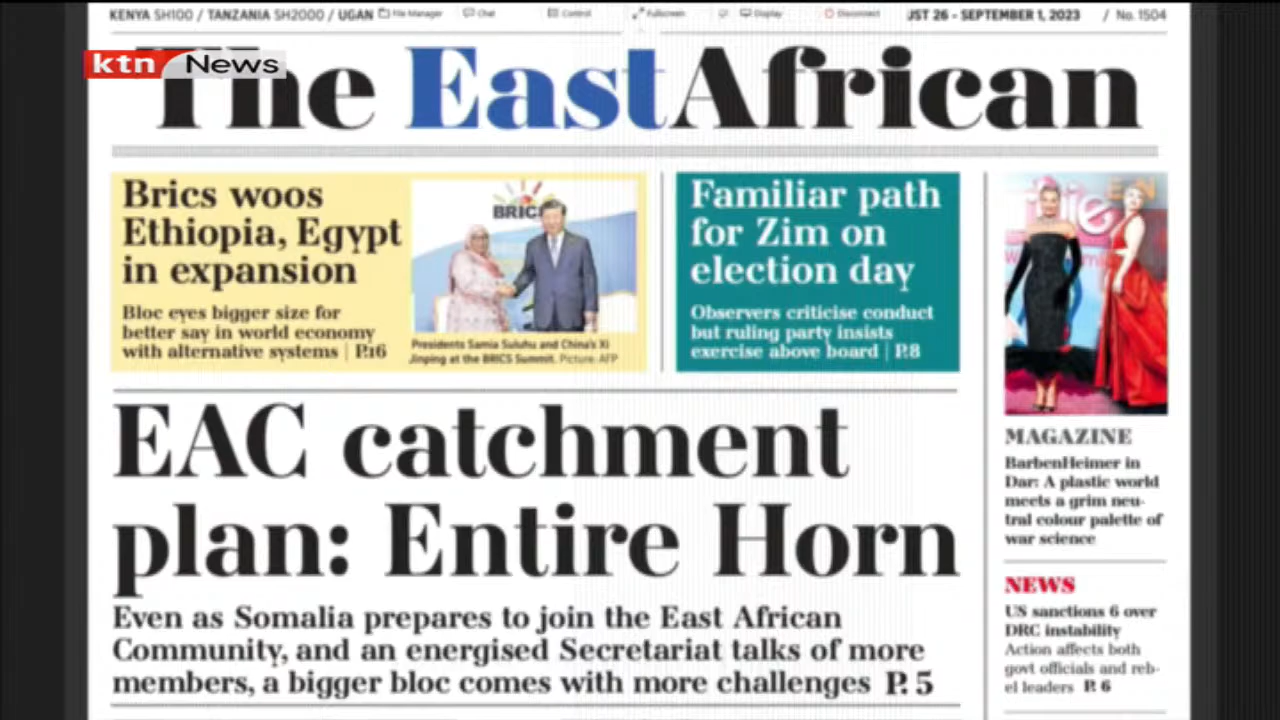 KENYA SH100 / TANZANIA SH2000 / UGAN
File Manager
Chat
Control
Fullscreen
Display
Disconnect
UST 26 - SEPTEMBER 1, 2023 / No. 1504
ktn News
The EastAfrican
Brics woos
Ethiopia, Egypt
in expansion
Bloc eyes bigger size for
better say in world economy
with alternative systems | P.16
BRICS
Presidents Samia Suluhu and China's Xi
Jinping at the BRICS Summit. Picture: AFP
Familiar path
for Zim on
election day
Observers criticise conduct
but ruling party insists
exercise above board | P.8
EAC catchment
plan: Entire Horn
Even as Somalia prepares to join the East African
Community, and an energised Secretariat talks of more
members, a bigger bloc comes with more challenges P. 5
MAGAZINE
BarbenHeimer in
Dar: A plastic world
meets a grim neu-
tral colour palette of
war science
NEWS
US sanctions 6 over
DRC instability
Action affects both
govt officials and reb-
el leaders P. 6